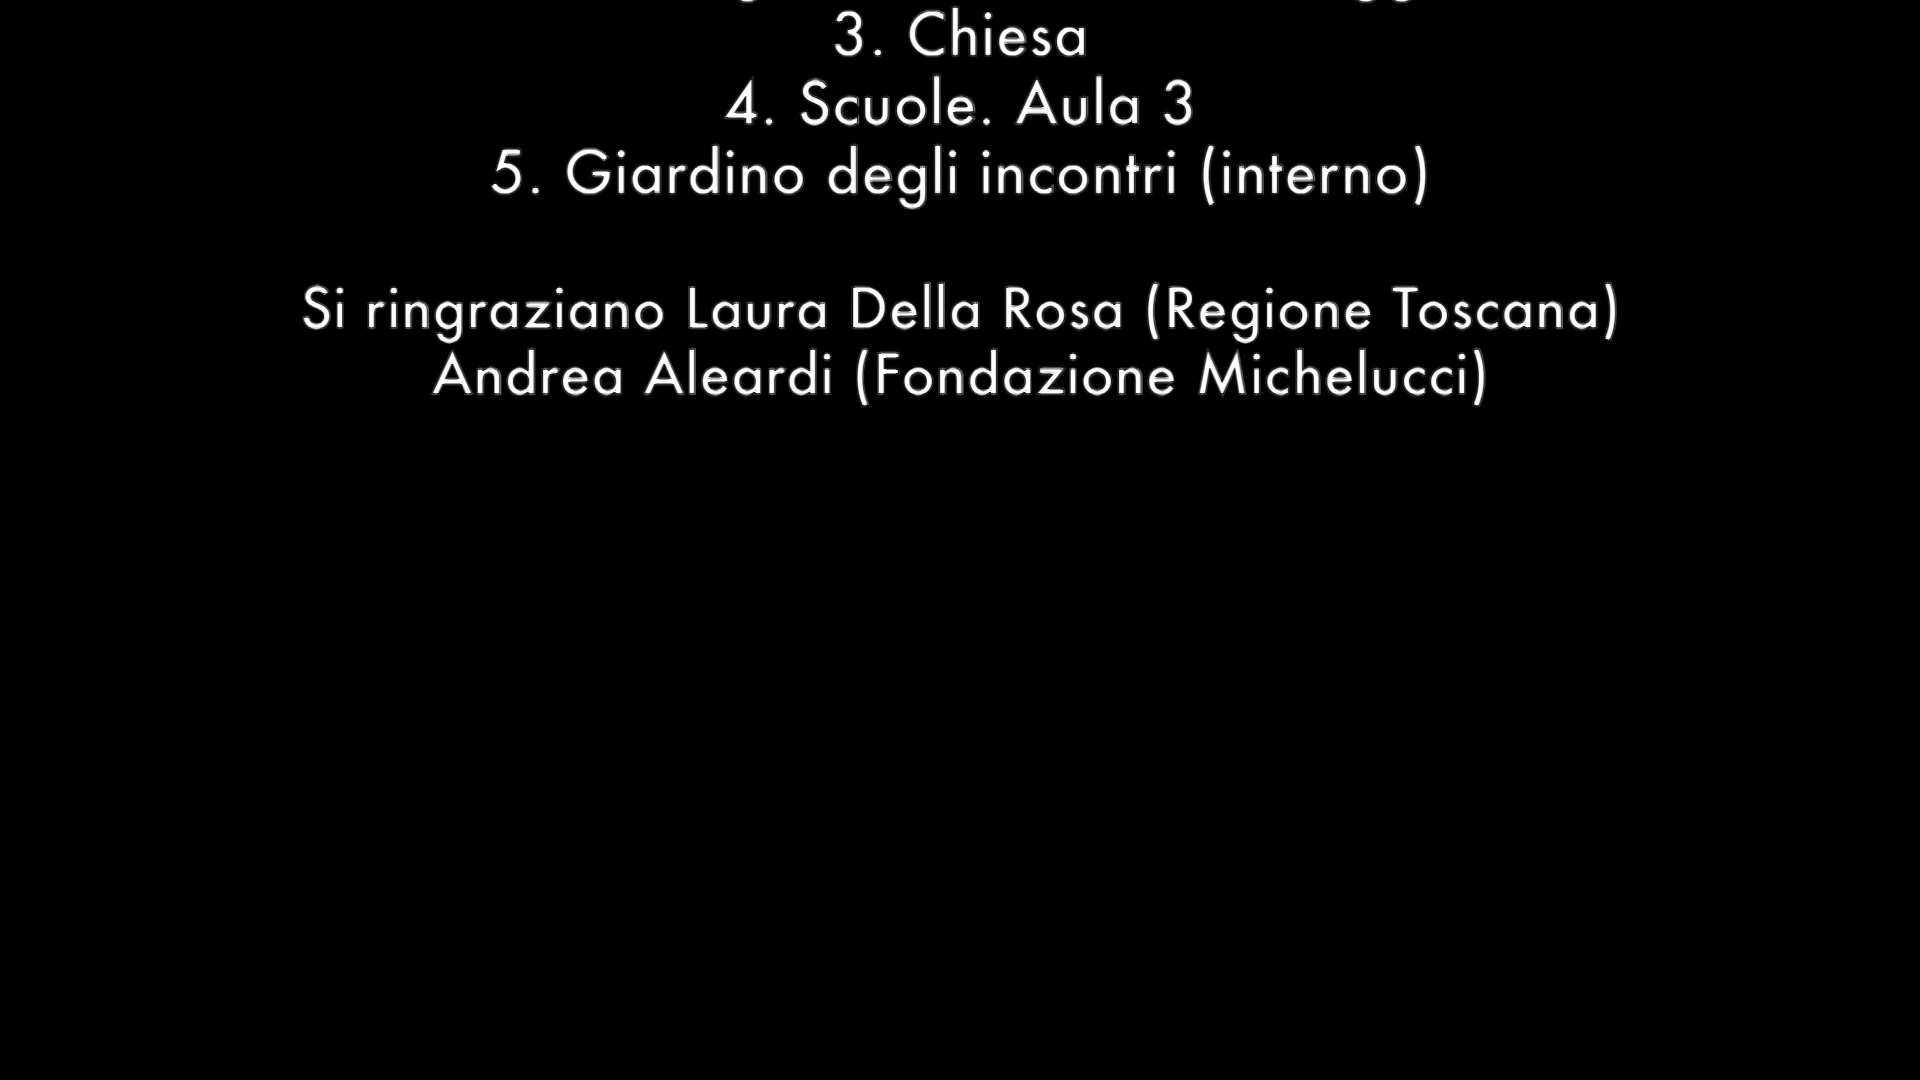 3. Chiesa
4. Scuole. Aula 3
5. Giardino degli incontri (interno)
Si ringraziano Laura Della Rosa (Regione Toscana)
Andrea Aleardi (Fondazione Michelucci)